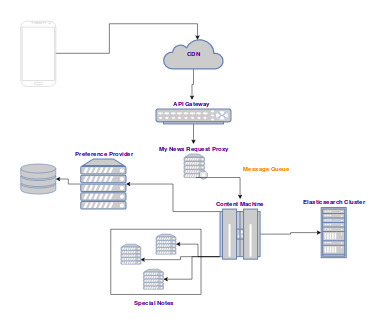 CDN
API Gateway
My News Request Proxy
Preference Provider
Message Queue
Content Machine
Elasticsearch Cluster
Special Notes